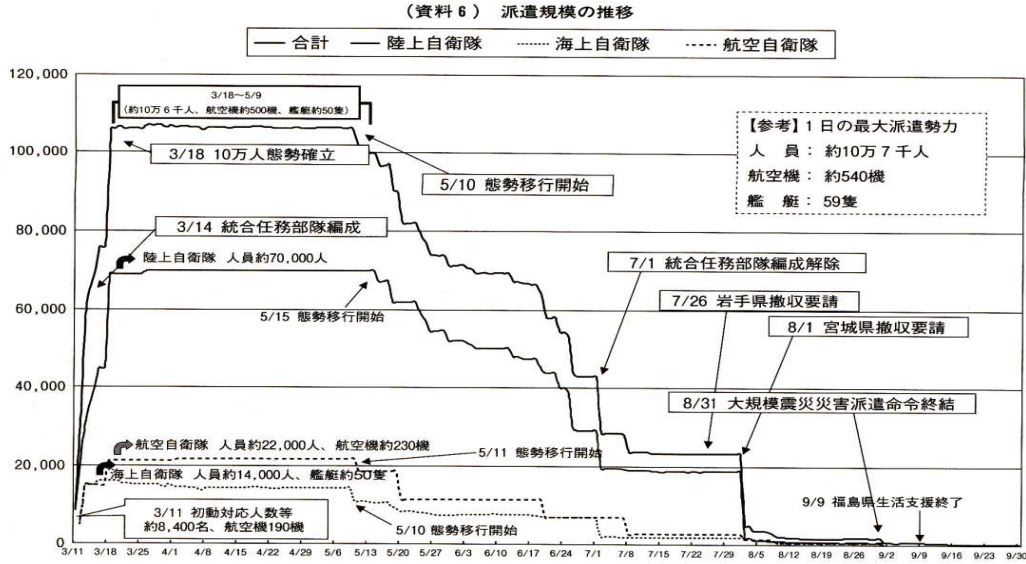 (資料6) 派遣規模の推移
合計 陸上自衛隊 海上自衛隊 航空自衛隊
120,000
100,000
80,000
60,000
40,000
20,000
0
3/18～5/9
(約10万6千人、航空機約500機、艦艇約50隻)
3/18 10万人態勢確立
5/10 態勢移行開始
【参考】1日の最大派遣勢力
人 員: 約10万7千人
航空機: 約540機
艦 艇: 59隻
3/14 統合任務部隊編成
陸上自衛隊 人員約70,000人
5/15 態勢移行開始
7/1 統合任務部隊編成解除
7/26 岩手県撤収要請
8/1 宮城県撤収要請
8/31 大規模震災災害派遣命令終結
航空自衛隊 人員約22,000人、航空機約230機
5/11 態勢移行開始
海上自衛隊 人員約14,000人、艦艇約50隻
3/11 初動対応人数等
約8,400名、航空機190機
5/10 態勢移行開始
9/9 福島県生活支援終了
3/11 3/18 3/25 4/1 4/8 4/15 4/22 4/29 5/6 5/13 5/20 5/27 6/3 6/10 6/17 6/24 7/1 7/8 7/15 7/22 7/29 8/5 8/12 8/19 8/26 9/2 9/9 9/16 9/23 9/30